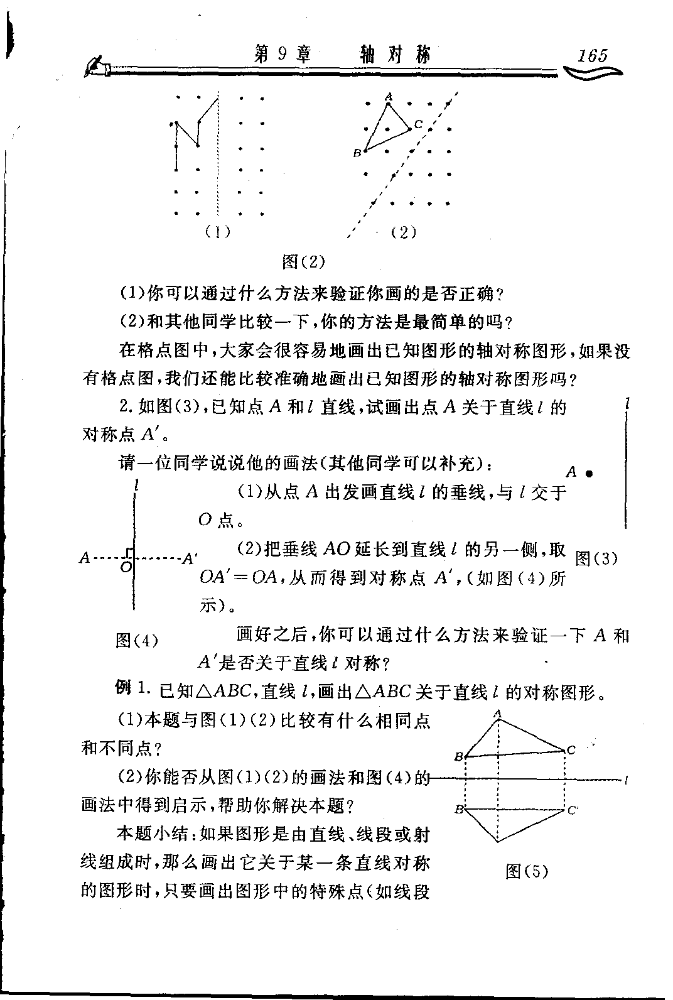 第9章 轴对称 165
A
C
B
(1) (2)
图(2)
(1)你可以通过什么方法来验证你画的是否正确?
(2)和其他同学比较一下,你的方法是最简单的吗?
在格点图中,大家会很容易地画出已知图形的轴对称图形,如果没
有格点图,我们还能比较准确地画出已知图形的轴对称图形吗?
2.如图(3),已知点 A 和 l 直线,试画出点 A 关于直线 l 的
对称点 A′。
l
A
图(3)
请一位同学说说他的画法(其他同学可以补充):
(1)从点 A 出发画直线 l 的垂线,与 l 交于
O 点。
(2)把垂线 AO 延长到直线 l 的另一侧,取
OA′=OA,从而得到对称点 A′,(如图(4)所
示)。
l
A A′
O
图(4)
画好之后,你可以通过什么方法来验证一下 A 和
A′是否关于直线 l 对称?
例 1. 已知△ABC,直线 l,画出△ABC 关于直线 l 的对称图形。
(1)本题与图(1)(2)比较有什么相同点
和不同点?
(2)你能否从图(1)(2)的画法和图(4)的
画法中得到启示,帮助你解决本题?
本题小结:如果图形是由直线、线段或射
线组成时,那么画出它关于某一条直线对称
的图形时,只要画出图形中的特殊点(如线段
A
B C
l
B C′
图(5)